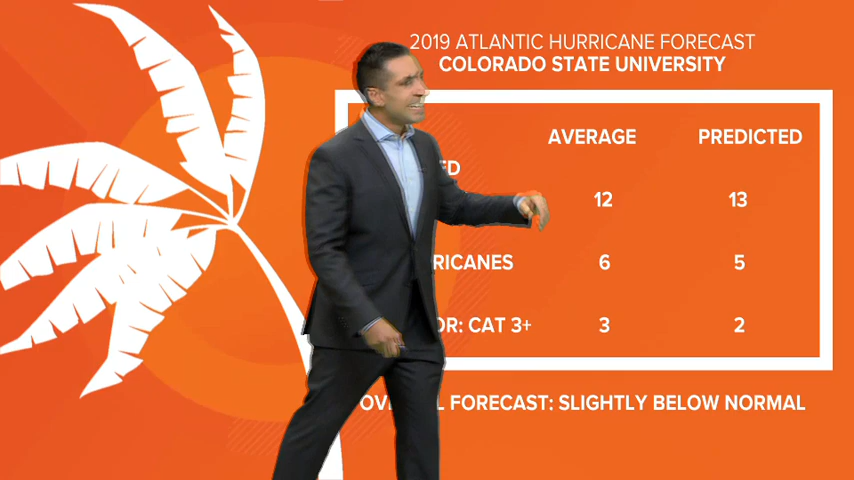 2019 ATLANTIC HURRICANE FORECAST
COLORADO STATE UNIVERSITY
AVERAGE PREDICTED
12 13
RICANES 6 5
OR: CAT 3+ 3 2
FORECAST: SLIGHTLY BELOW NORMAL